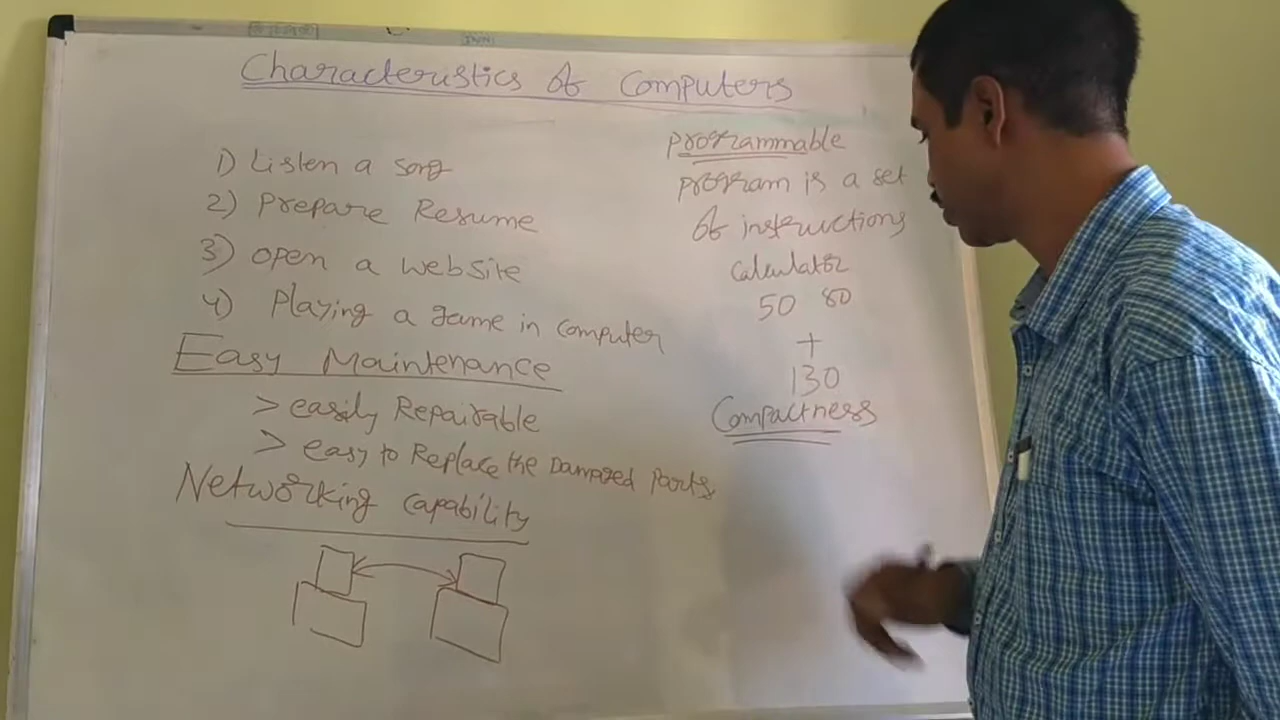 Characteristics of Computers
1) Listen a song
2) Prepare Resume
3) open a website
4) Playing a game in computer
Easy Maintenance
> easily Repairable
> easy to Replace the Damaged Parts
Networking Capability
programmable
program is a set
of instructions
calculator
50 80
+
130
Compactness